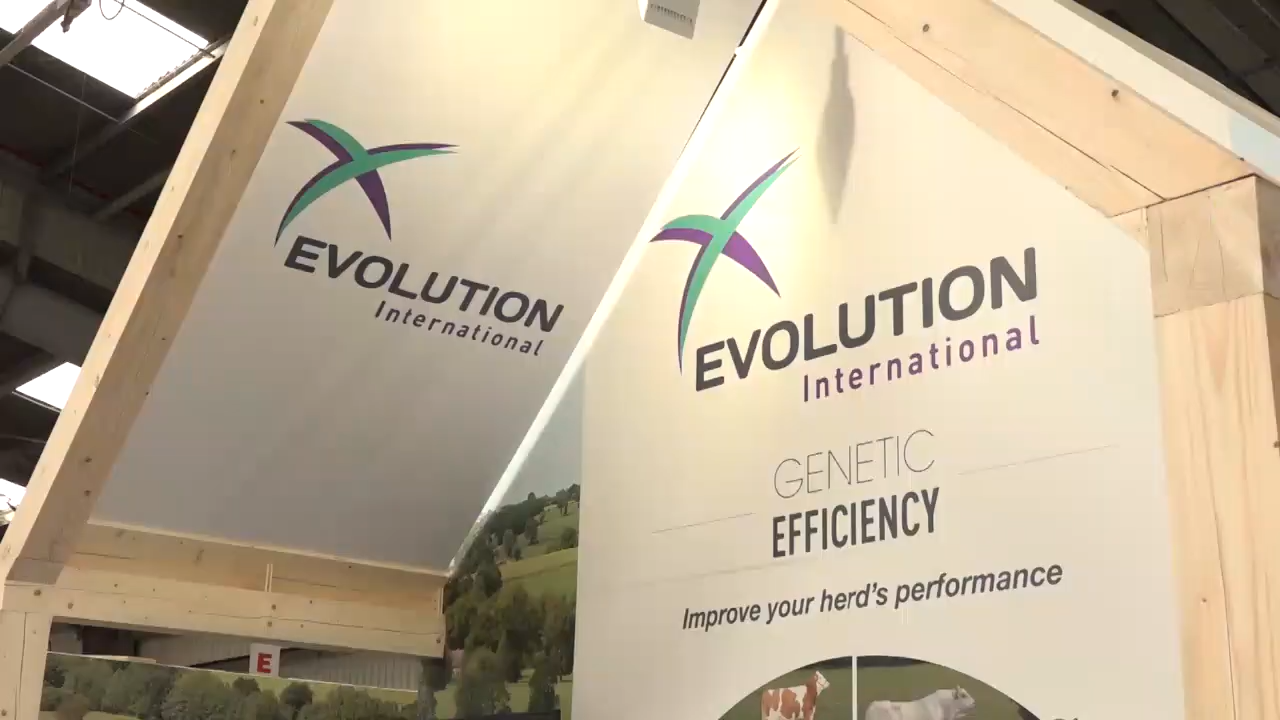 EVOLUTION
International
EVOLUTION
International
GENETIC
EFFICIENCY
Improve your herd's performance
E